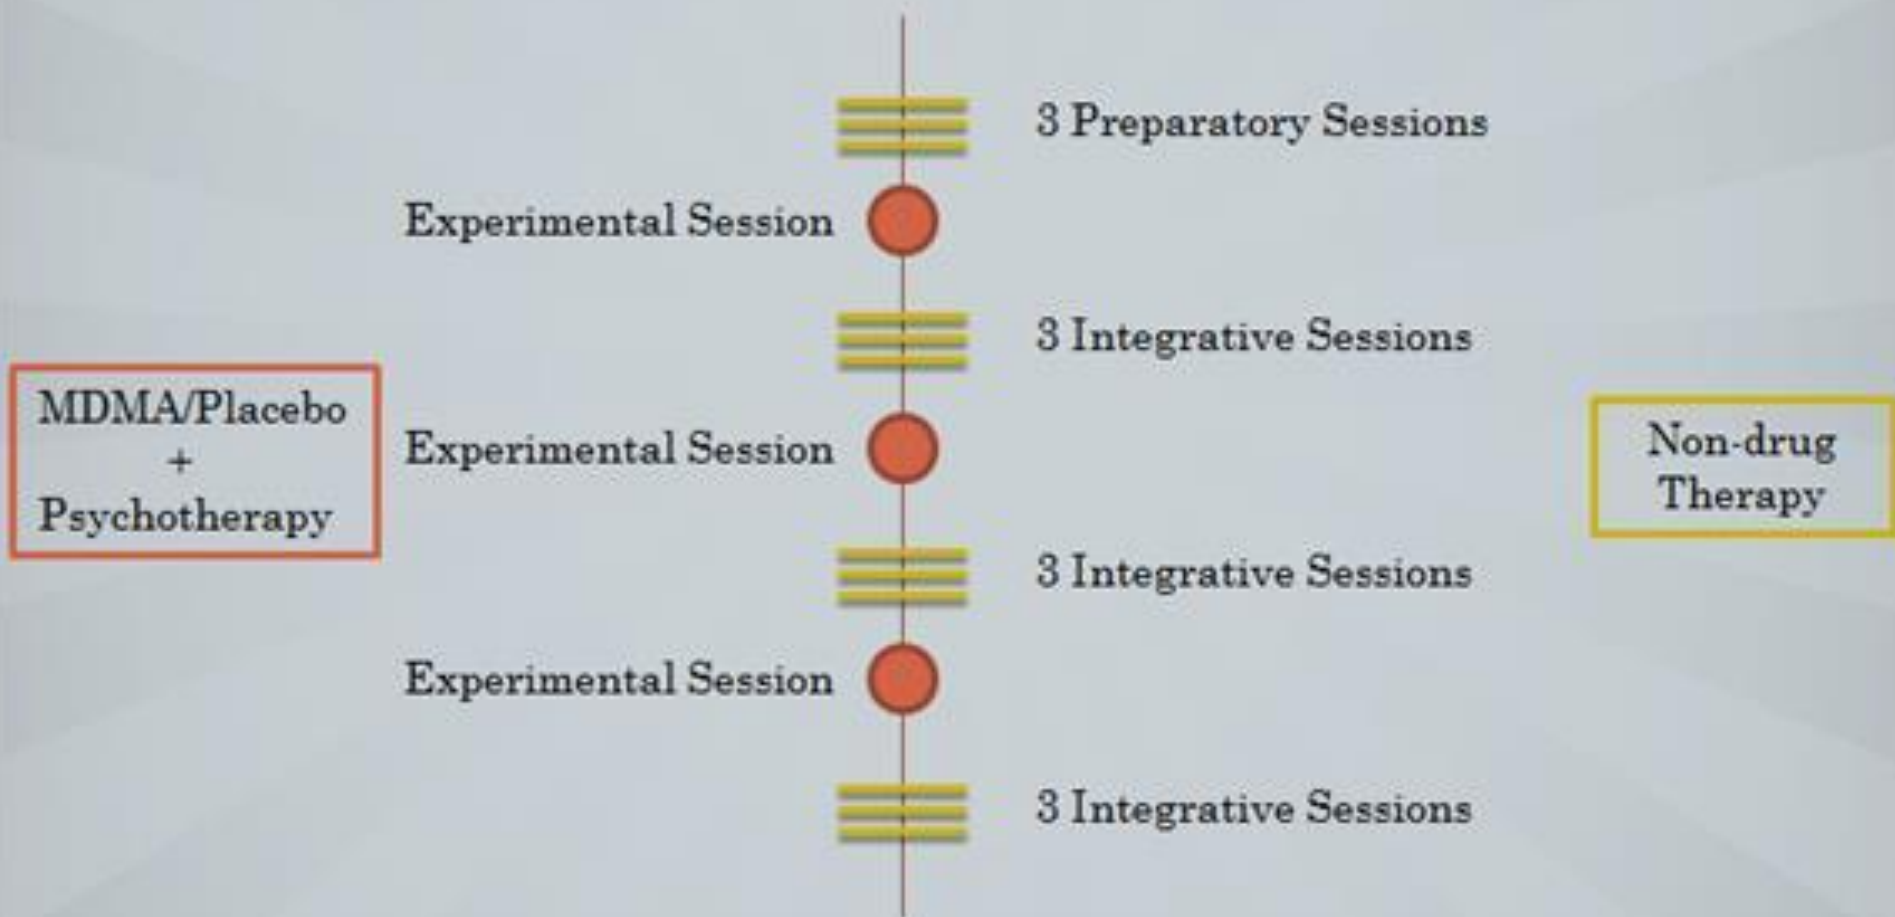 3 Preparatory Sessions
Experimental Session
3 Integrative Sessions
MDMA/Placebo
+
Psychotherapy
Experimental Session
Non-drug
Therapy
3 Integrative Sessions
Experimental Session
3 Integrative Sessions